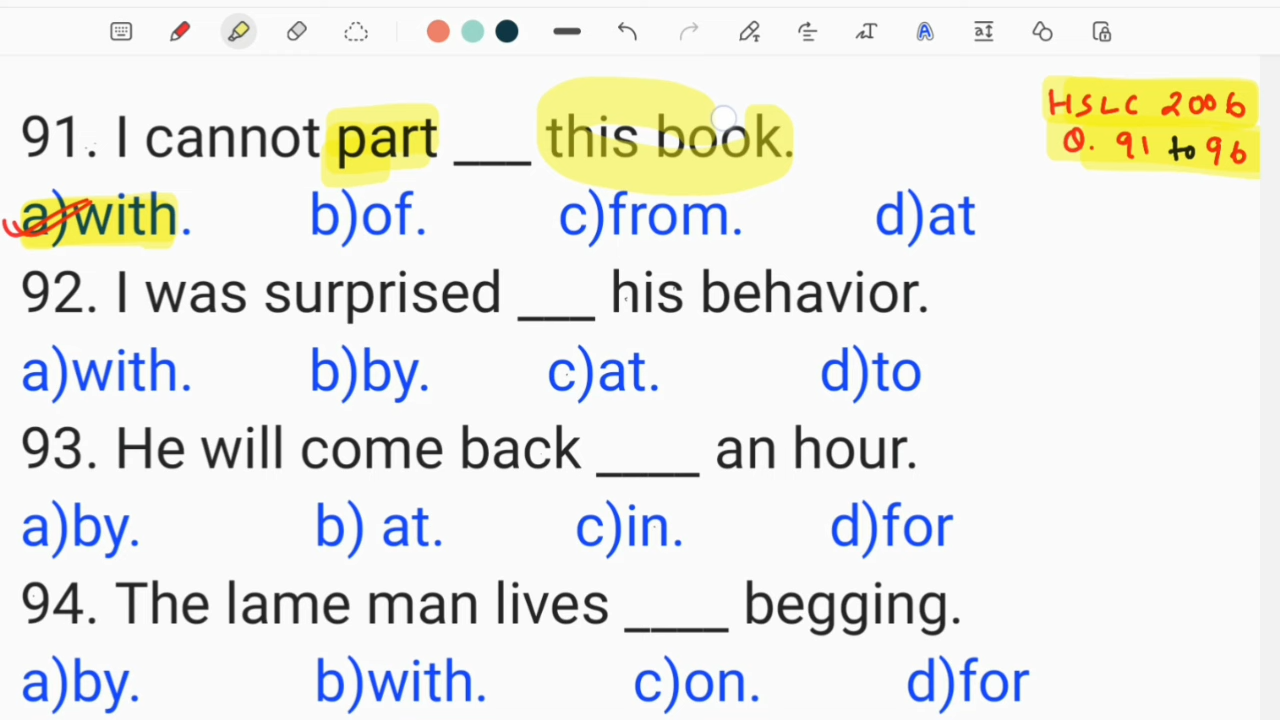 91. I cannot part ___ this book.
HSLC 2006
Q. 91 to 96
a)with. b)of. c)from. d)at
92. I was surprised ___ his behavior.
a)with. b)by. c)at. d)to
93. He will come back ____ an hour.
a)by. b) at. c)in. d)for
94. The lame man lives ____ begging.
a)by. b)with. c)on. d)for